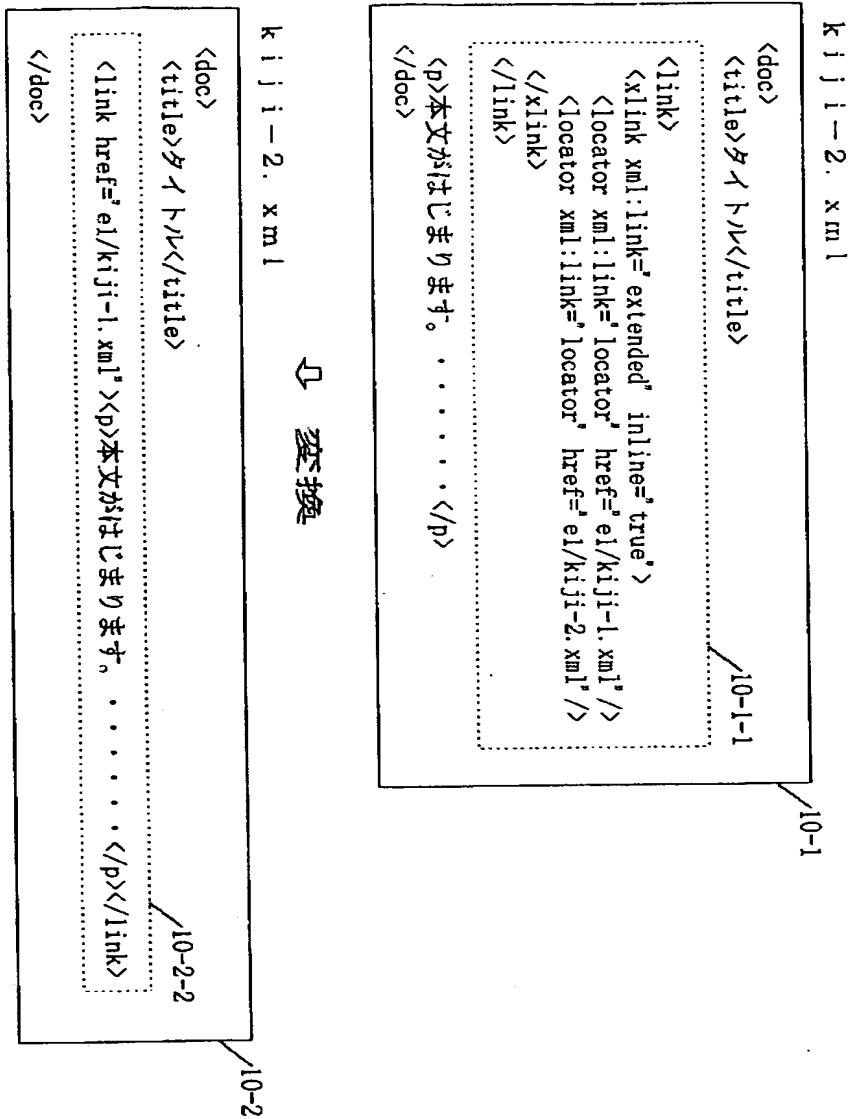 kiji-2.xml
<doc>
<title>タイトル</title>
<link>
<xlink xml:link="extended" inline="true">
<locator xml:link="locator" href="el/kiji-1.xml"/>
<locator xml:link="locator" href="el/kiji-2.xml"/>
</xlink>
</link>
<p>本文がはじまります。・・・・・・・</p>
</doc>
10-1-1
10-1
⇩ 変換
kiji-2.xml
<doc>
<title>タイトル</title>
<link href="el/kiji-1.xml"><p>本文がはじまります。・・・・・・・</p></link>
</doc>
10-2-2
10-2